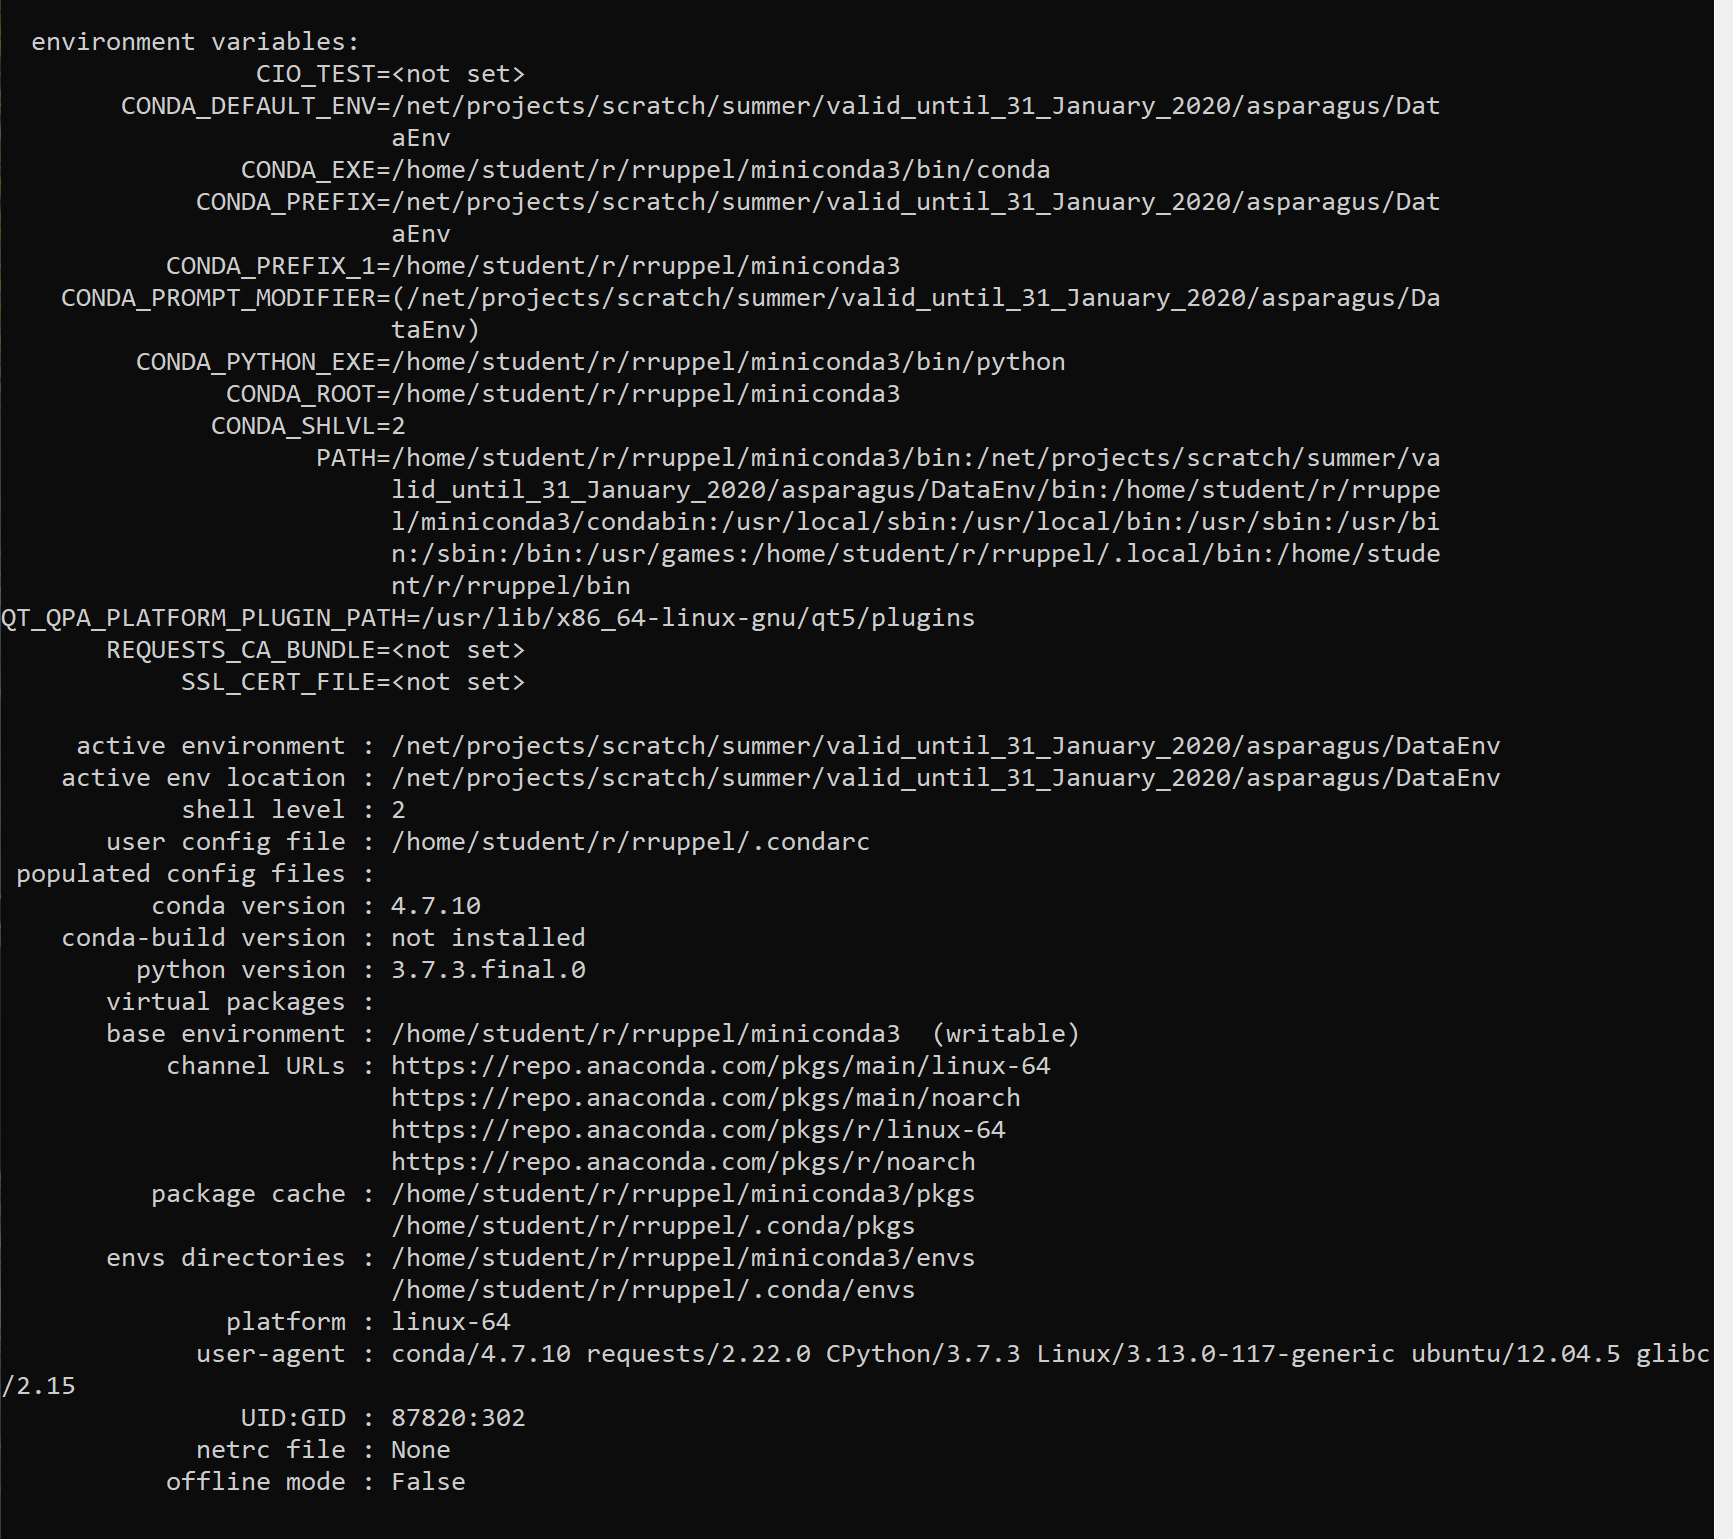 environment variables:
CIO_TEST=<not set>
CONDA_DEFAULT_ENV=/net/projects/scratch/summer/valid_until_31_January_2020/asparagus/Dat
aEnv
CONDA_EXE=/home/student/r/rruppel/miniconda3/bin/conda
CONDA_PREFIX=/net/projects/scratch/summer/valid_until_31_January_2020/asparagus/Dat
aEnv
CONDA_PREFIX_1=/home/student/r/rruppel/miniconda3
CONDA_PROMPT_MODIFIER=(/net/projects/scratch/summer/valid_until_31_January_2020/asparagus/Da
taEnv)
CONDA_PYTHON_EXE=/home/student/r/rruppel/miniconda3/bin/python
CONDA_ROOT=/home/student/r/rruppel/miniconda3
CONDA_SHLVL=2
PATH=/home/student/r/rruppel/miniconda3/bin:/net/projects/scratch/summer/va
lid_until_31_January_2020/asparagus/DataEnv/bin:/home/student/r/rruppe
l/miniconda3/condabin:/usr/local/sbin:/usr/local/bin:/usr/sbin:/usr/bi
n:/sbin:/bin:/usr/games:/home/student/r/rruppel/.local/bin:/home/stude
nt/r/rruppel/bin
QT_QPA_PLATFORM_PLUGIN_PATH=/usr/lib/x86_64-linux-gnu/qt5/plugins
REQUESTS_CA_BUNDLE=<not set>
SSL_CERT_FILE=<not set>
active environment : /net/projects/scratch/summer/valid_until_31_January_2020/asparagus/DataEnv
active env location : /net/projects/scratch/summer/valid_until_31_January_2020/asparagus/DataEnv
shell level : 2
user config file : /home/student/r/rruppel/.condarc
populated config files :
conda version : 4.7.10
conda-build version : not installed
python version : 3.7.3.final.0
virtual packages :
base environment : /home/student/r/rruppel/miniconda3  (writable)
channel URLs : https://repo.anaconda.com/pkgs/main/linux-64
https://repo.anaconda.com/pkgs/main/noarch
https://repo.anaconda.com/pkgs/r/linux-64
https://repo.anaconda.com/pkgs/r/noarch
package cache : /home/student/r/rruppel/miniconda3/pkgs
/home/student/r/rruppel/.conda/pkgs
envs directories : /home/student/r/rruppel/miniconda3/envs
/home/student/r/rruppel/.conda/envs
platform : linux-64
user-agent : conda/4.7.10 requests/2.22.0 CPython/3.7.3 Linux/3.13.0-117-generic ubuntu/12.04.5 glibc
/2.15
UID:GID : 87820:302
netrc file : None
offline mode : False